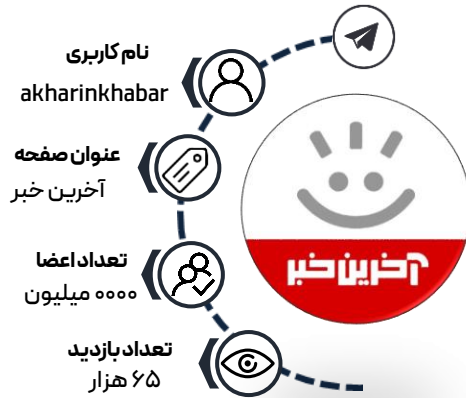 نام کاربری
akharinkhabar
عنوان صفحه
آخرین خبر
تعداد اعضا
۰۰۰۰ میلیون
تعداد بازدید
۶۵ هزار
آخرین خبر